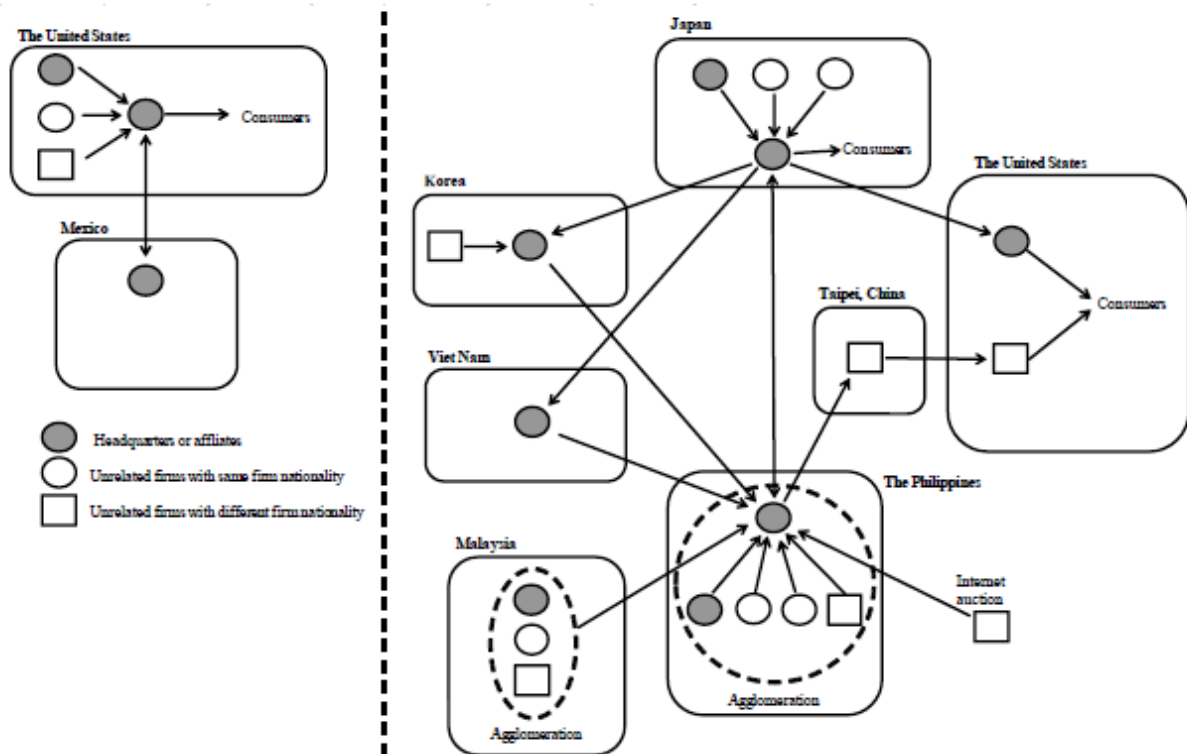 The United States
Consumers
Mexico
Headquarters or affiliates
Unrelated firms with same firm nationality
Unrelated firms with different firm nationality
Japan
Consumers
Korea
The United States
Consumers
Taipei, China
Viet Nam
The Philippines
Agglomeration
Malaysia
Agglomeration
Internet
auction